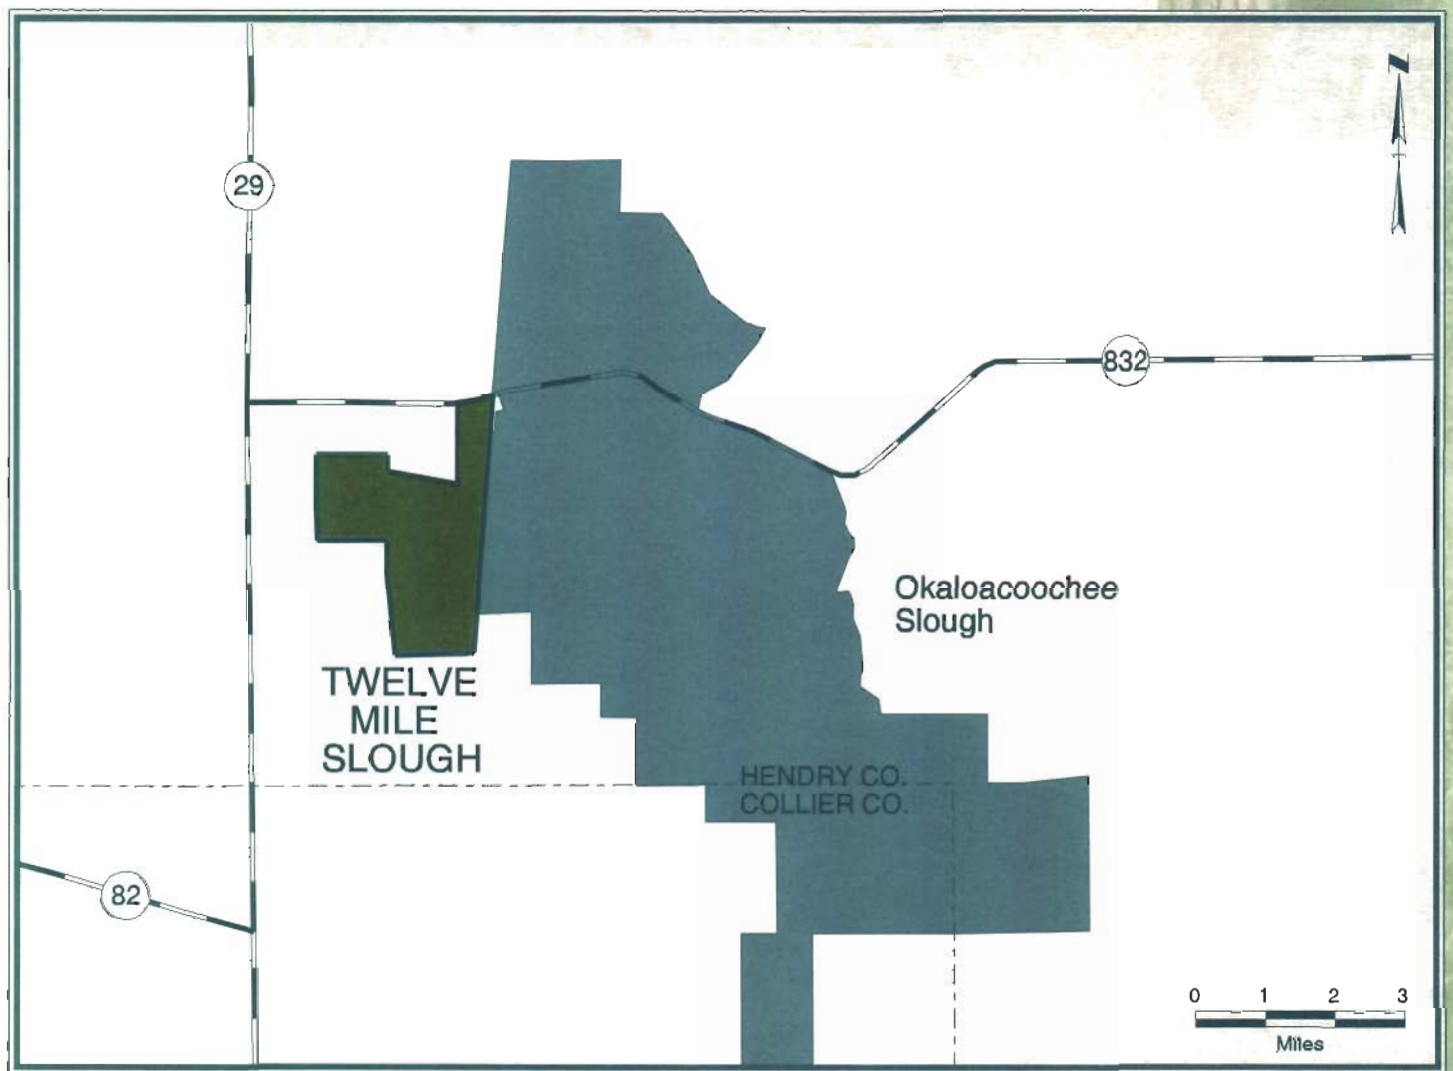 N
29
832
Okaloacoochee
Slough
TWELVE
MILE
SLOUGH
HENDRY CO.
COLLIER CO.
82
0 1 2 3
Miles